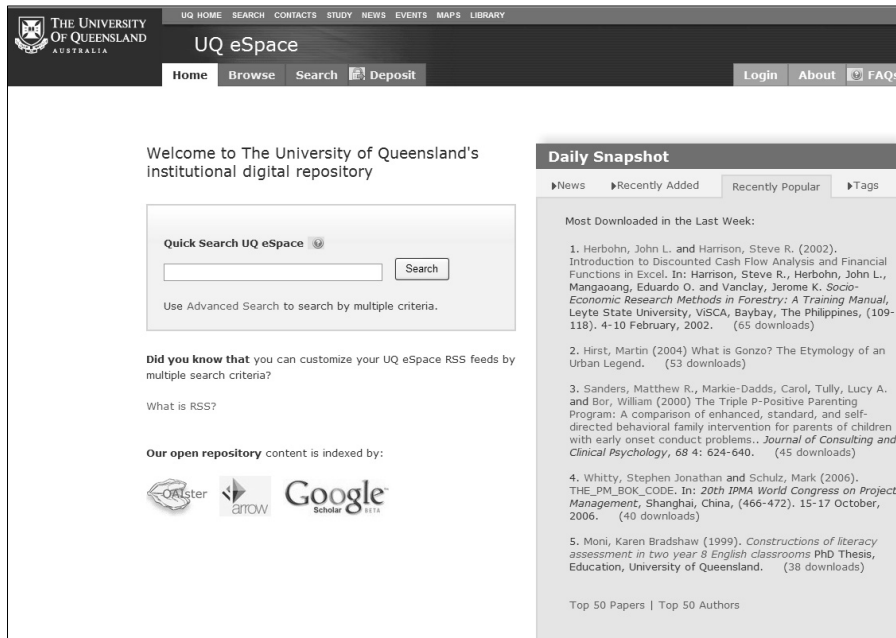 THE UNIVERSITY
OF QUEENSLAND
AUSTRALIA
UQ HOME SEARCH CONTACTS STUDY NEWS EVENTS MAPS LIBRARY
UQ eSpace
Home Browse Search Deposit
Login About FAQs
Welcome to The University of Queensland's
institutional digital repository
Quick Search UQ eSpace
Search
Use Advanced Search to search by multiple criteria.
Did you know that you can customize your UQ eSpace RSS feeds by
multiple search criteria?
What is RSS?
Our open repository content is indexed by:
OAIster
arrow
Google
Scholar BETA
Daily Snapshot
News Recently Added Recently Popular Tags
Most Downloaded in the Last Week:
1. Herbohn, John L. and Harrison, Steve R. (2002).
Introduction to Discounted Cash Flow Analysis and Financial
Functions in Excel. In: Harrison, Steve R., Herbohn, John L.,
Mangaoang, Eduardo O. and Vanclay, Jerome K. Socio-
Economic Research Methods in Forestry: A Training Manual,
Leyte State University, ViSCA, Baybay, The Philippines, (109-
118). 4-10 February, 2002. (65 downloads)
2. Hirst, Martin (2004) What is Gonzo? The Etymology of an
Urban Legend. (53 downloads)
3. Sanders, Matthew R., Markie-Dadds, Carol, Tully, Lucy A.
and Bor, William (2000) The Triple P-Positive Parenting
Program: A comparison of enhanced, standard, and self-
directed behavioral family intervention for parents of children
with early onset conduct problems.. Journal of Consulting and
Clinical Psychology, 68 4: 624-640. (45 downloads)
4. Whitty, Stephen Jonathan and Schulz, Mark (2006).
THE_PM_BOK_CODE. In: 20th IPMA World Congress on Project
Management, Shanghai, China, (466-472). 15-17 October,
2006. (40 downloads)
5. Moni, Karen Bradshaw (1999). Constructions of literacy
assessment in two year 8 English classrooms PhD Thesis,
Education, University of Queensland. (38 downloads)
Top 50 Papers | Top 50 Authors